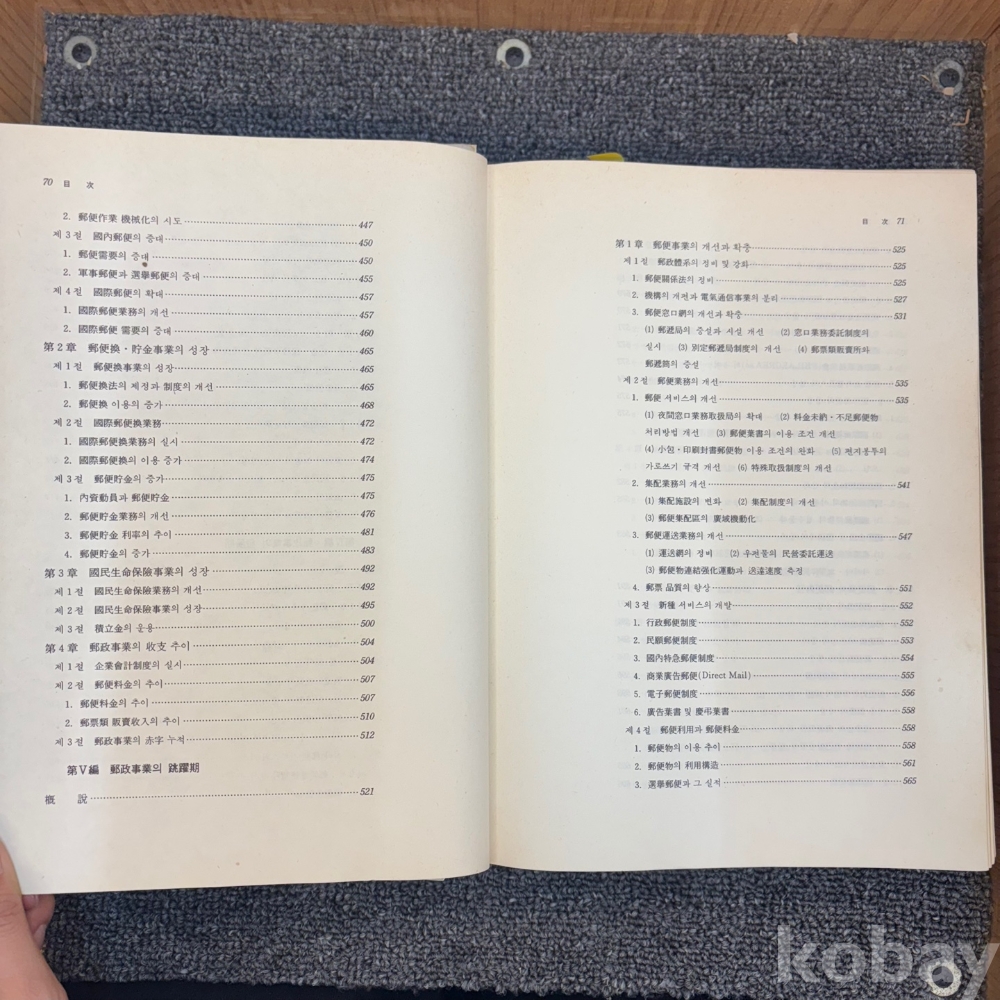 70 目 次
2. 郵便作業 機械化의 시도 447
제 3 절 國內郵便의 증대 450
1. 郵便需要의 증대 450
2. 軍事郵便과 選擧郵便의 증대 455
제 4 절 國際郵便의 확대 457
1. 國際郵便業務의 개선 457
2. 國際郵便 需要의 증대 460
第 2 章 郵便換・貯金事業의 성장 465
제 1 절 郵便換事業의 성장 465
1. 郵便換法의 제정과 制度의 개선 465
2. 郵便換 이용의 증가 468
제 2 절 國際郵便換業務 472
1. 國際郵便換業務의 실시 472
2. 國際郵便換의 이용 증가 474
제 3 절 郵便貯金의 증가 475
1. 內資動員과 郵便貯金 475
2. 郵便貯金業務의 개선 476
3. 郵便貯金 利率의 추이 481
4. 郵便貯金의 증가 483
第 3 章 國民生命保險事業의 성장 492
제 1 절 國民生命保險業務의 개선 492
제 2 절 國民生命保險事業의 성장 495
제 3 절 積立金의 운용 500
第 4 章 郵政事業의 收支 추이 504
제 1 절 企業會計制度의 실시 504
제 2 절 郵便料金의 추이 507
1. 郵便料金의 추이 507
2. 郵票類 販賣收入의 추이 510
제 3 절 郵政事業의 赤字 누적 512
第Ⅴ編 郵政事業의 跳躍期
槪 說 521
目 次 71
第 1 章 郵便事業의 개선과 확충 525
제 1 절 郵政體系의 정비 및 강화 525
1. 郵便關係法의 정비 525
2. 機構의 개편과 電氣通信事業의 분리 527
3. 郵便窓口網의 개선과 확충 531
(1) 郵遞局의 증설과 시설 개선 (2) 窓口業務委託制度의
실시 (3) 別定郵遞局制度의 개선 (4) 郵票類販賣所와
郵遞筒의 증설
제 2 절 郵便業務의 개선 535
1. 郵便 서비스의 개선 535
(1) 夜間窓口業務取扱局의 확대 (2) 料金未納・不足郵便物
처리방법 개선 (3) 郵便葉書의 이용 조건 개선
(4) 小包・印刷封書郵便物 이용 조건의 완화 (5) 편지봉투의
가로쓰기 규격 개선 (6) 特殊取扱制度의 개선
2. 集配業務의 개선 541
(1) 集配施設의 변화 (2) 集配制度의 개선
(3) 郵便集配區의 廣域機動化
3. 郵便運送業務의 개선 547
(1) 運送網의 정비 (2) 우편물의 民營委託運送
(3) 郵便物連結强化運動과 送達速度 측정
4. 郵票 品質의 향상 551
제 3 절 新種 서비스의 개발 552
1. 行政郵便制度 552
2. 民願郵便制度 553
3. 國內特急郵便制度 554
4. 商業廣告郵便(Direct Mail) 555
5. 電子郵便制度 556
6. 廣告葉書 및 慶弔葉書 558
제 4 절 郵便利用과 郵便料金 558
1. 郵便物의 이용 추이 558
2. 郵便物의 利用構造 561
3. 選擧郵便과 그 실적 565
kobay